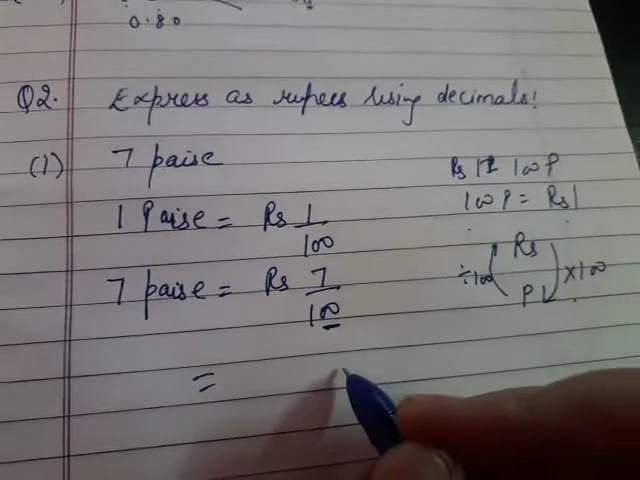 0.80
Q2. Express as rupees using decimals!
(1) 7 paise
Rs 1 = 100 P
100 P = Rs 1
1 Paise = Rs 1/100
7 paise = Rs 7/100
Rs
÷100 ×100
P
=